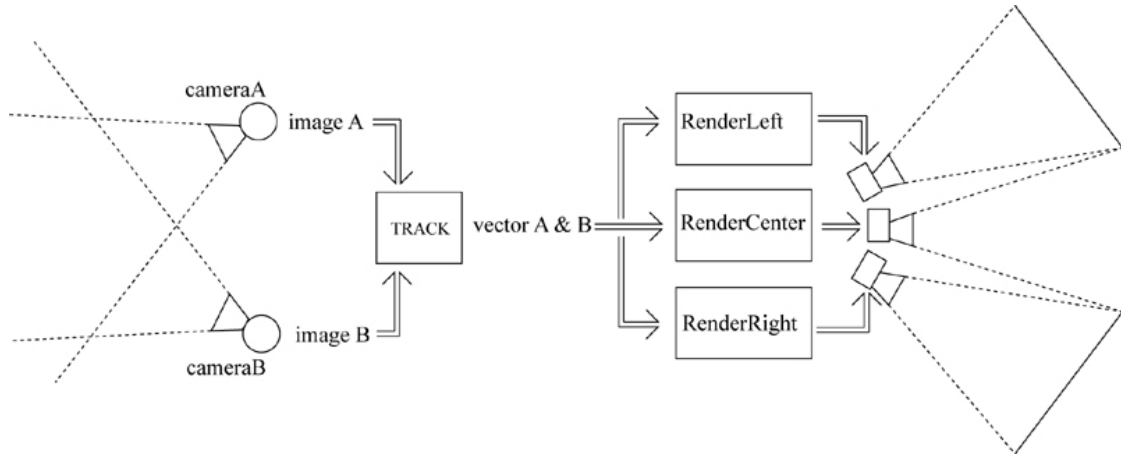 cameraA
image A
TRACK
vector A & B
image B
cameraB
RenderLeft
RenderCenter
RenderRight